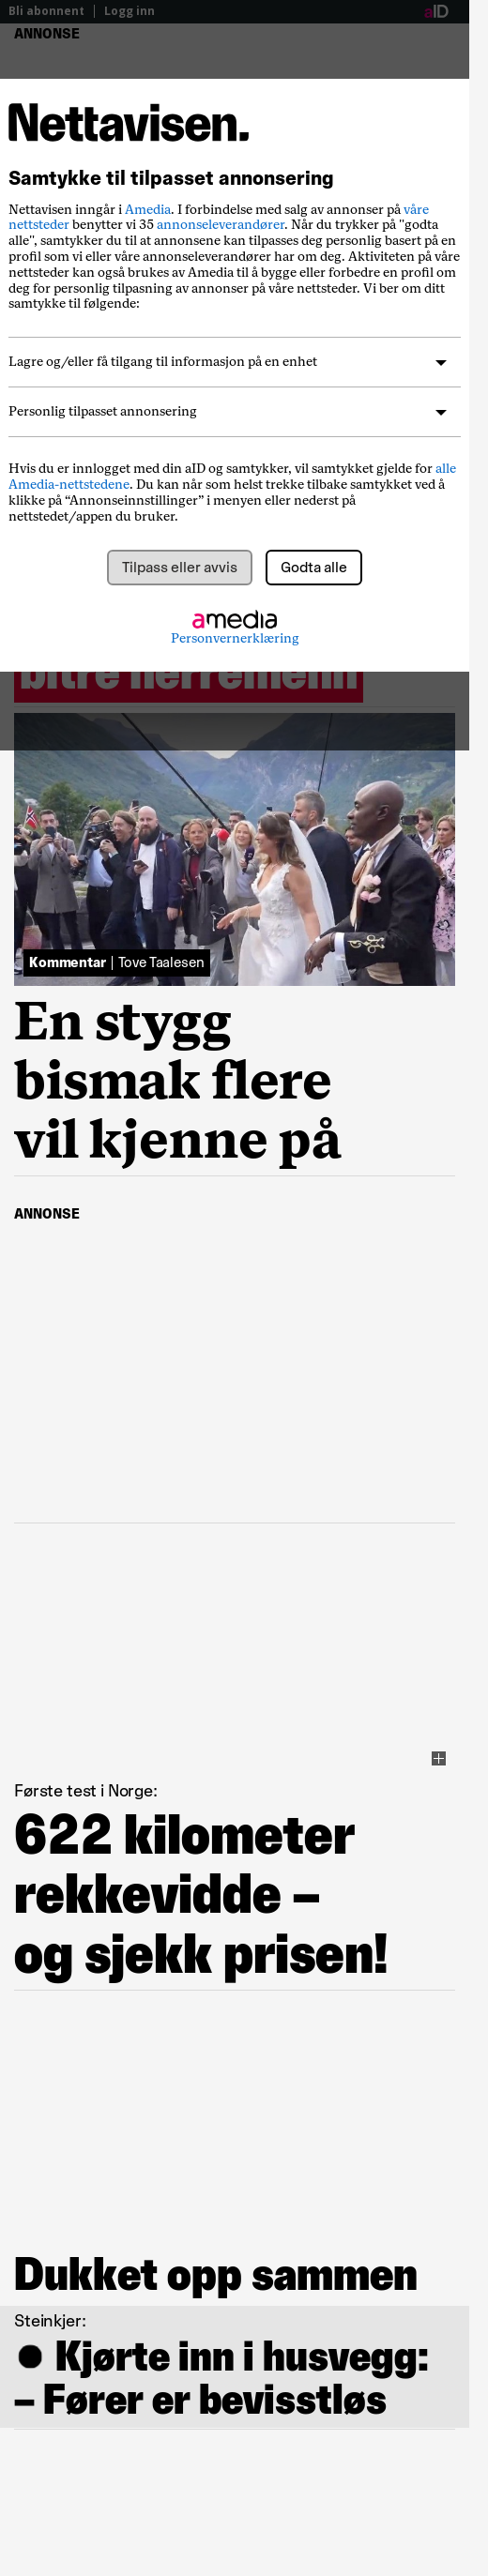 Bli abonnent | Logg inn
aID
ANNONSE
Nettavisen.
Samtykke til tilpasset annonsering
Nettavisen inngår i Amedia. I forbindelse med salg av annonser på våre
nettsteder benytter vi 35 annonseleverandører. Når du trykker på "godta
alle", samtykker du til at annonsene kan tilpasses deg personlig basert på en
profil som vi eller våre annonseleverandører har om deg. Aktiviteten på våre
nettsteder kan også brukes av Amedia til å bygge eller forbedre en profil om
deg for personlig tilpasning av annonser på våre nettsteder. Vi ber om ditt
samtykke til følgende:
Lagre og/eller få tilgang til informasjon på en enhet
Personlig tilpasset annonsering
Hvis du er innlogget med din aID og samtykker, vil samtykket gjelde for alle
Amedia-nettstedene. Du kan når som helst trekke tilbake samtykket ved å
klikke på “Annonseinnstillinger” i menyen eller nederst på
nettstedet/appen du bruker.
Tilpass eller avvis
Godta alle
amedia
Personvernerklæring
bitre herremenn
Kommentar | Tove Taalesen
En stygg
bismak flere
vil kjenne på
ANNONSE
Første test i Norge:
622 kilometer
rekkevidde –
og sjekk prisen!
Dukket opp sammen
Steinkjer:
● Kjørte inn i husvegg:
– Fører er bevisstløs